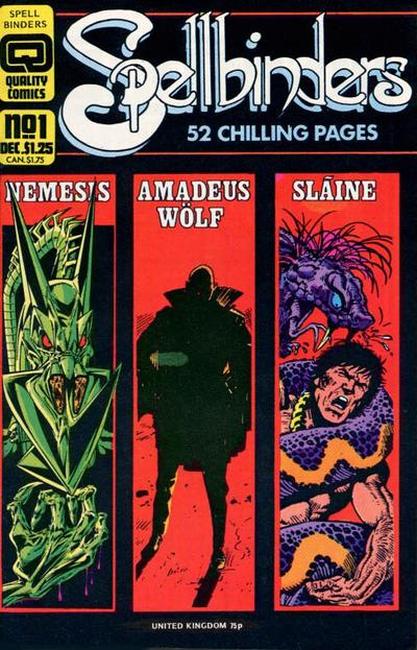 SPELL
BINDERS
Q
QUALITY
COMICS
No1
DEC.$1.25
CAN.$1.75
Spellbinders
52 CHILLING PAGES
NEMESIS
AMADEUS
WÖLF
SLÁINE
UNITED KINGDOM 75p